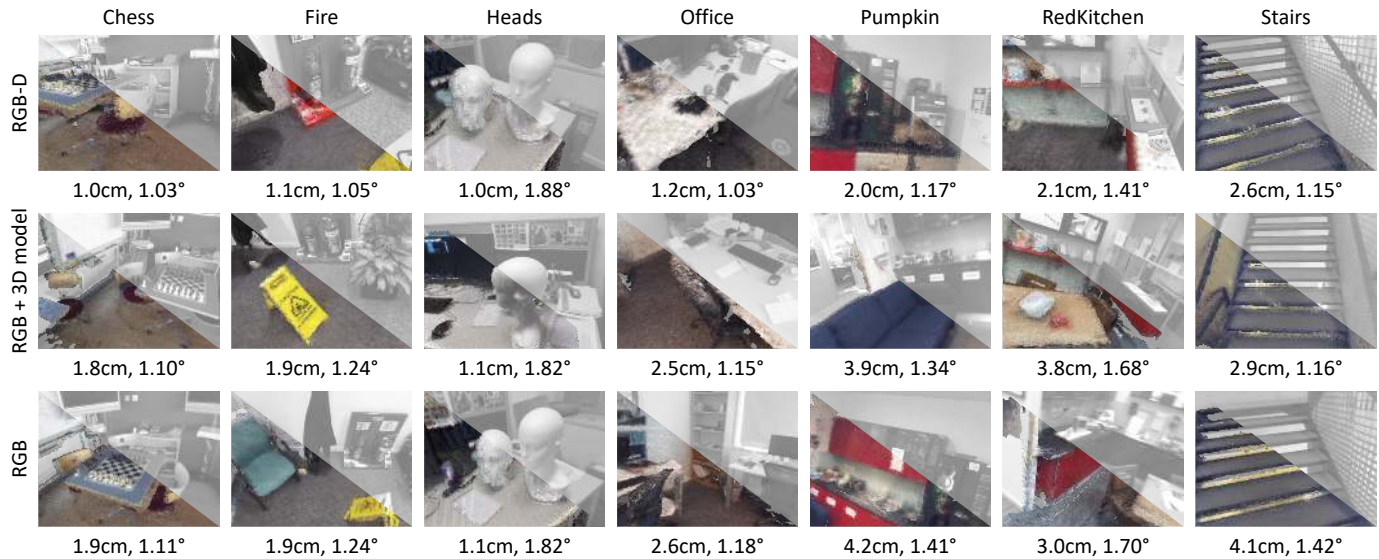 Chess Fire Heads Office Pumpkin RedKitchen Stairs
RGB-D
1.0cm, 1.03° 1.1cm, 1.05° 1.0cm, 1.88° 1.2cm, 1.03° 2.0cm, 1.17° 2.1cm, 1.41° 2.6cm, 1.15°
RGB + 3D model
1.8cm, 1.10° 1.9cm, 1.24° 1.1cm, 1.82° 2.5cm, 1.15° 3.9cm, 1.34° 3.8cm, 1.68° 2.9cm, 1.16°
RGB
1.9cm, 1.11° 1.9cm, 1.24° 1.1cm, 1.82° 2.6cm, 1.18° 4.2cm, 1.41° 3.0cm, 1.70° 4.1cm, 1.42°